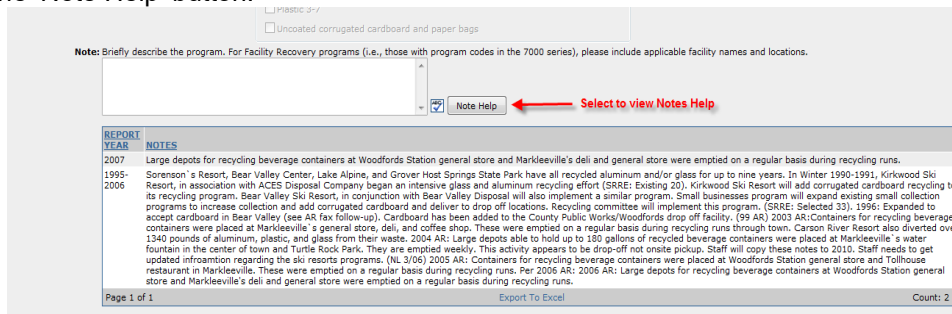 Note Help button.
Plastic 3-7
Uncoated corrugated cardboard and paper bags
Note: Briefly describe the program. For Facility Recovery programs (i.e., those with program codes in the 7000 series), please include applicable facility names and locations.
Note Help
Select to view Notes Help
REPORT
YEAR NOTES
2007 Large depots for recycling beverage containers at Woodfords Station general store and Markleeville's deli and general store were emptied on a regular basis during recycling runs.
1995- Sorenson`s Resort, Bear Valley Center, Lake Alpine, and Grover Host Springs State Park have all recycled aluminum and/or glass for up to nine years. In Winter 1990-1991, Kirkwood Ski
2006 Resort, in association with ACES Disposal Company began an intensive glass and aluminum recycling effort (SRRE: Existing 20). Kirkwood Ski Resort will add corrugated cardboard recycling to
its recycling program. Bear Valley Ski Resort, in conjunction with Bear Valley Disposal will also implement a similar program. Small businesses program will expand existing small collection
programs to increase collection and add corrugated cardboard and deliver to drop off locations. Recycling committee will implement this program. (SRRE: Selected 33). 1996: Expanded to
accept cardboard in Bear Valley (see AR fax follow-up). Cardboard has been added to the County Public Works/Woodfords drop off facility. (99 AR) 2003 AR:Containers for recycling beverage
containers were placed at Markleeville`s general store, deli, and coffee shop. These were emptied on a regular basis during recycling runs through town. Carson River Resort also diverted over
1340 pounds of aluminum, plastic, and glass from their waste. 2004 AR: Large depots able to hold up to 180 gallons of recycled beverage containers were placed at Markleeville`s water
fountain in the center of town and Turtle Rock Park. They are emptied weekly. This activity appears to be drop-off not onsite pickup. Staff will copy these notes to 2010. Staff needs to get
updated infroamtion regarding the ski resorts programs. (NL 3/06) 2005 AR: Containers for recycling beverage containers were placed at Woodfords Station general store and Tollhouse
restaurant in Markleeville. These were emptied on a regular basis during recycling runs. Per 2006 AR: 2006 AR: Large depots for recycling beverage containers at Woodfords Station general
store and Markleeville's deli and general store were emptied on a regular basis during recycling runs.
Page 1 of 1 Export To Excel Count: 2